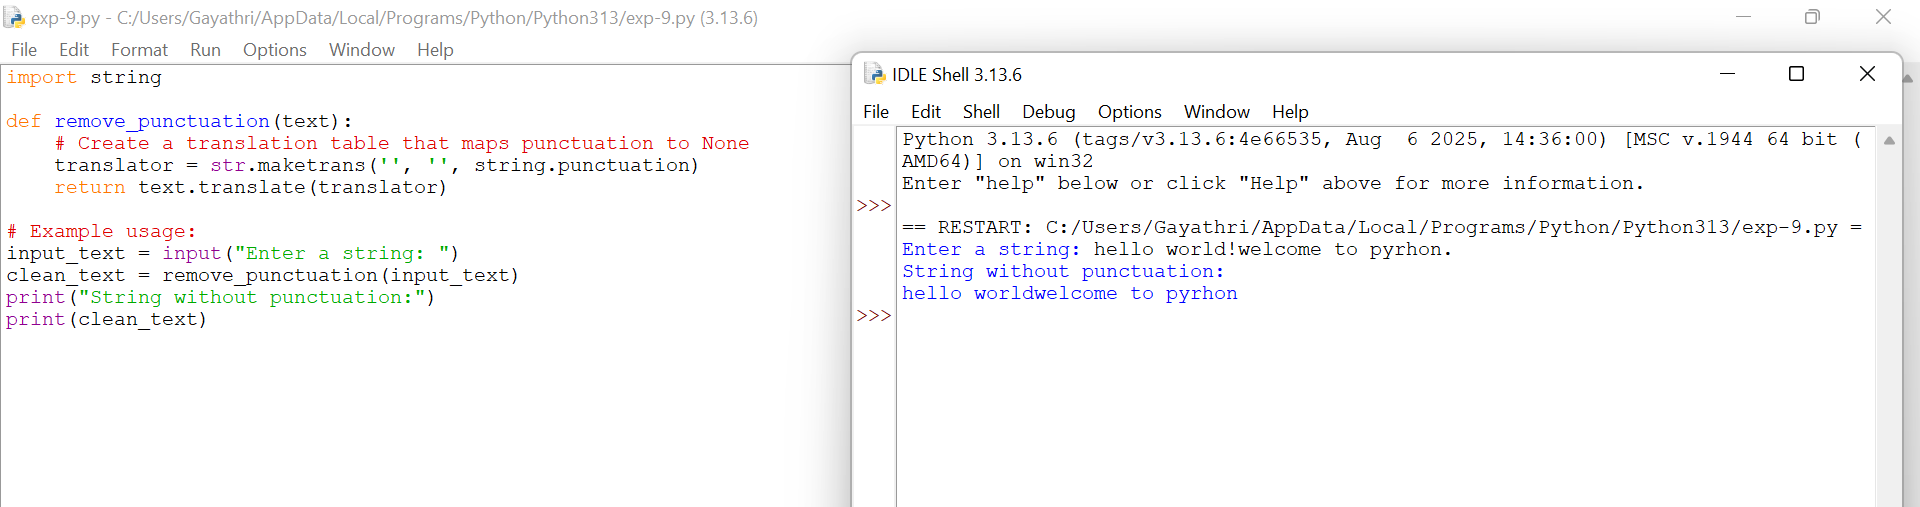 exp-9.py - C:/Users/Gayathri/AppData/Local/Programs/Python/Python313/exp-9.py (3.13.6)
File Edit Format Run Options Window Help
import string

def remove_punctuation(text):
    # Create a translation table that maps punctuation to None
    translator = str.maketrans('', '', string.punctuation)
    return text.translate(translator)

# Example usage:
input_text = input("Enter a string: ")
clean_text = remove_punctuation(input_text)
print("String without punctuation:")
print(clean_text)
IDLE Shell 3.13.6
File Edit Shell Debug Options Window Help
Python 3.13.6 (tags/v3.13.6:4e66535, Aug  6 2025, 14:36:00) [MSC v.1944 64 bit (
AMD64)] on win32
Enter "help" below or click "Help" above for more information.
>>>
== RESTART: C:/Users/Gayathri/AppData/Local/Programs/Python/Python313/exp-9.py =
Enter a string: hello world!welcome to pyrhon.
String without punctuation:
hello worldwelcome to pyrhon
>>>